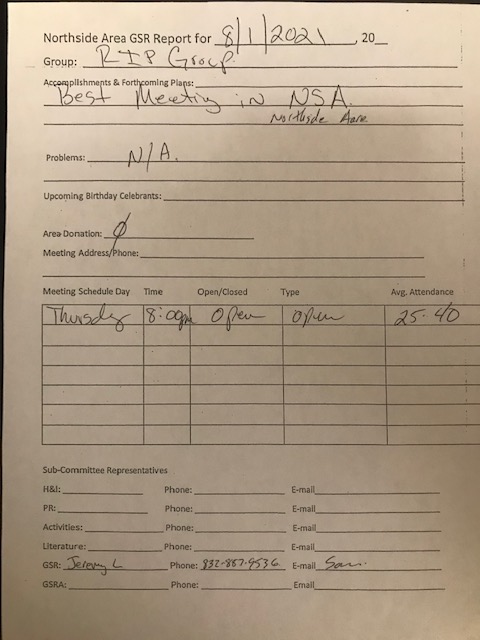 Northside Area GSR Report for 8/1/2021, 20__
Group: RIP Group
Accomplishments & Forthcoming Plans:
Best Meeting in NSA.
Northside Area
Problems: N/A.
Upcoming Birthday Celebrants:
Area Donation: 0
Meeting Address/Phone:
Meeting Schedule Day Time Open/Closed Type Avg. Attendance
Thursday 8:00pm Open Open 25-40
Sub-Committee Representatives
H&I: Phone: E-mail
PR: Phone: E-mail
Activities: Phone: E-mail
Literature: Phone: E-mail
GSR: Jeremy L Phone: 832-867-9536 E-mail
GSRA: Phone: Email